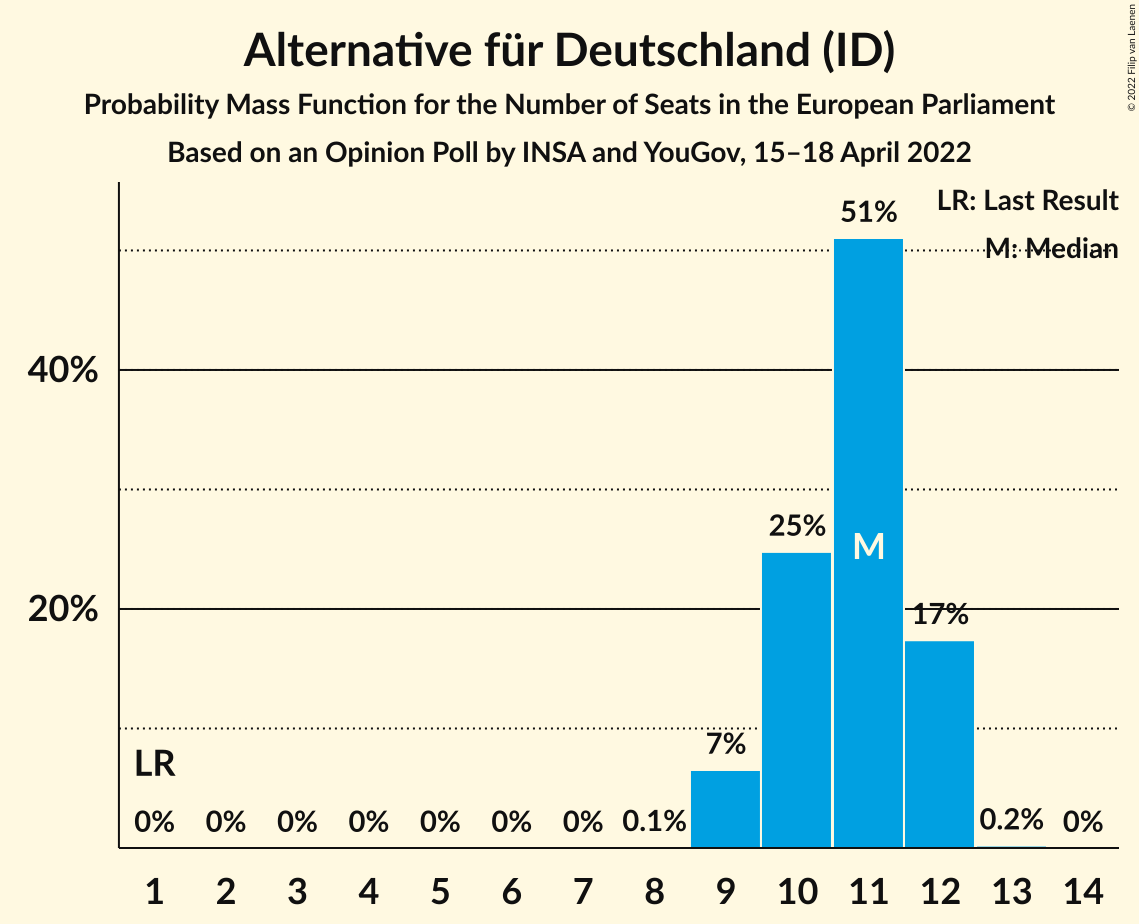 Alternative für Deutschland (ID)
Probability Mass Function for the Number of Seats in the European Parliament
Based on an Opinion Poll by INSA and YouGov, 15–18 April 2022
© 2022 Filip van Laenen
LR: Last Result
M: Median
51%
40%
25%
M
20%
17%
7%
LR
0% 0% 0% 0% 0% 0% 0% 0.1% 0.2% 0%
1 2 3 4 5 6 7 8 9 10 11 12 13 14